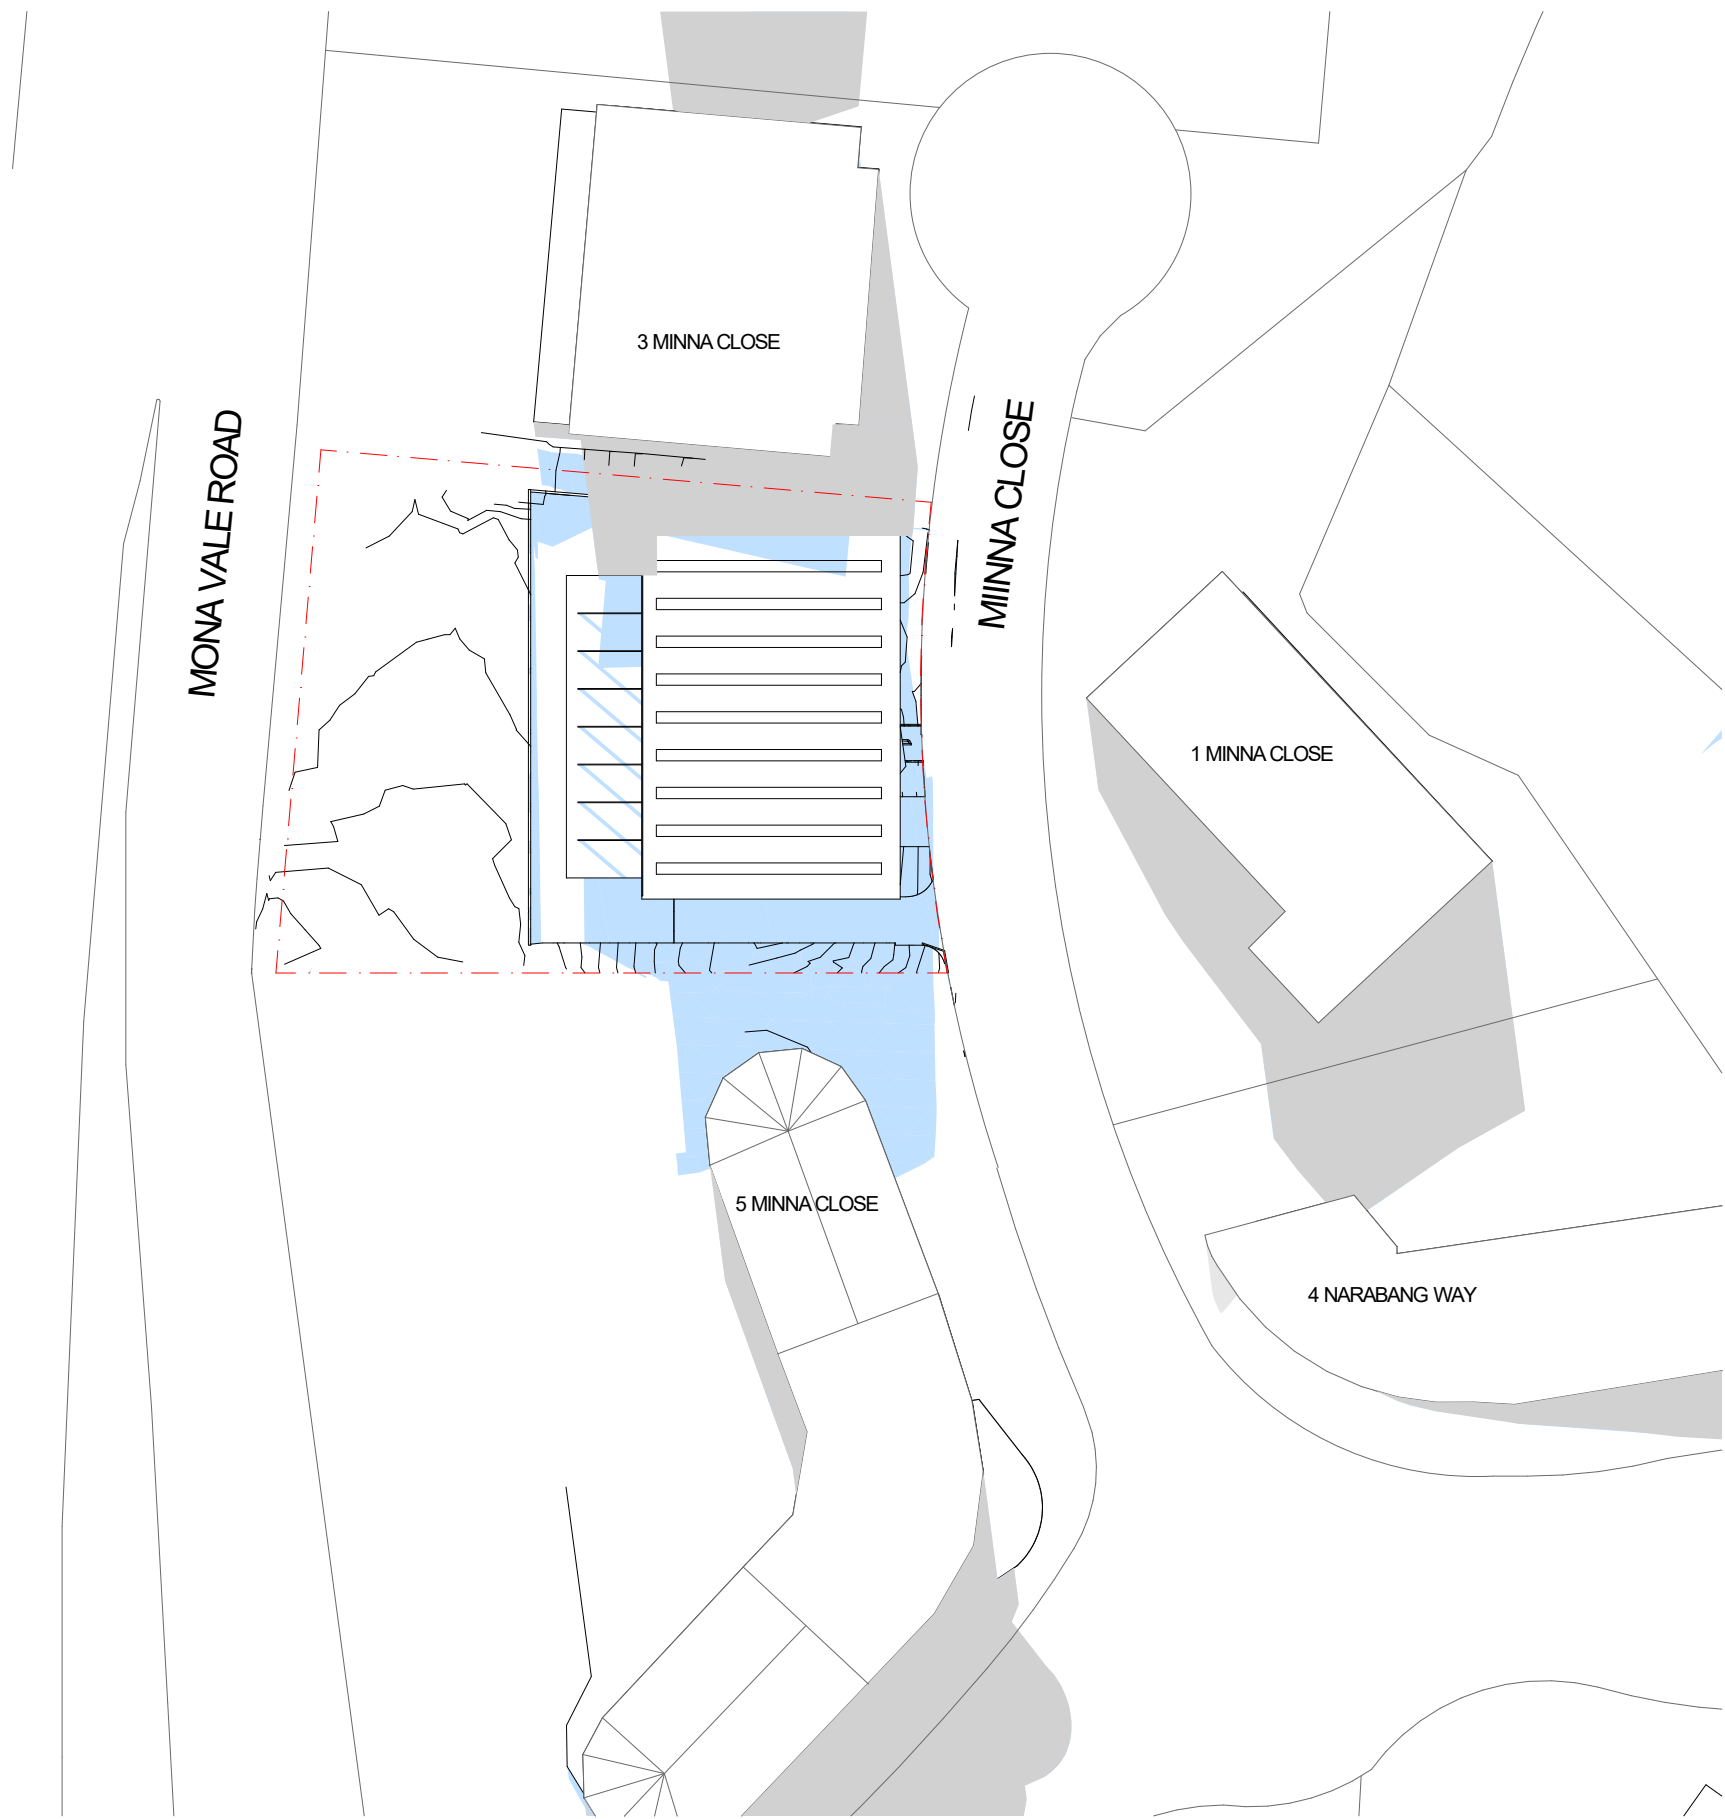 3 MINNA CLOSE
MONA VALE ROAD
MIINNA CLOSE
1 MINNA CLOSE
5 MINNA CLOSE
4 NARABANG WAY